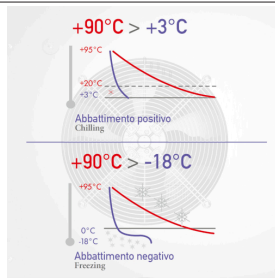 +90°C > +3°C
+95°C
+20°C
+3°C
Abbattimento positivo
Chilling
+90°C > -18°C
+95°C
0°C
-18°C
Abbattimento negativo
Freezing